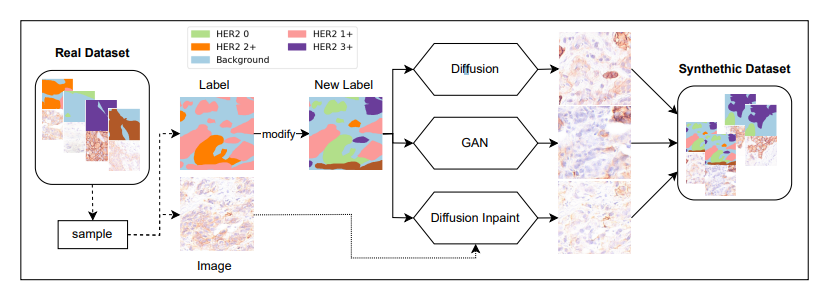 HER2 0
HER2 1+
HER2 2+
HER2 3+
Background
Real Dataset
Label
New Label
Diffusion
Synthethic Dataset
modify
GAN
sample
Diffusion Inpaint
Image